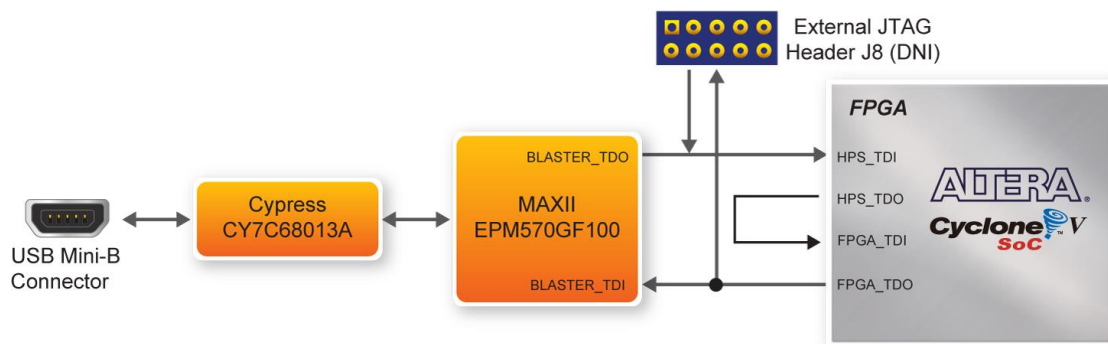 External JTAG
Header J8 (DNI)
FPGA
BLASTER_TDO
HPS_TDI
Cypress
CY7C68013A
MAXII
EPM570GF100
HPS_TDO
ALTERA®
Cyclone™ V
SoC
FPGA_TDI
USB Mini-B
Connector
BLASTER_TDI
FPGA_TDO